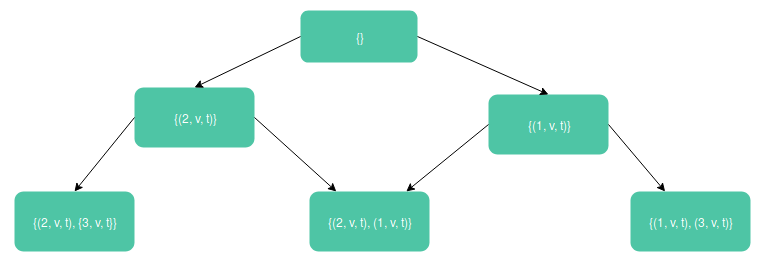 {}
{(2, v, t)}
{(1, v, t)}
{(2, v, t), {3, v, t)}
{(2, v, t), (1, v, t)}
{(1, v, t), (3, v, t)}